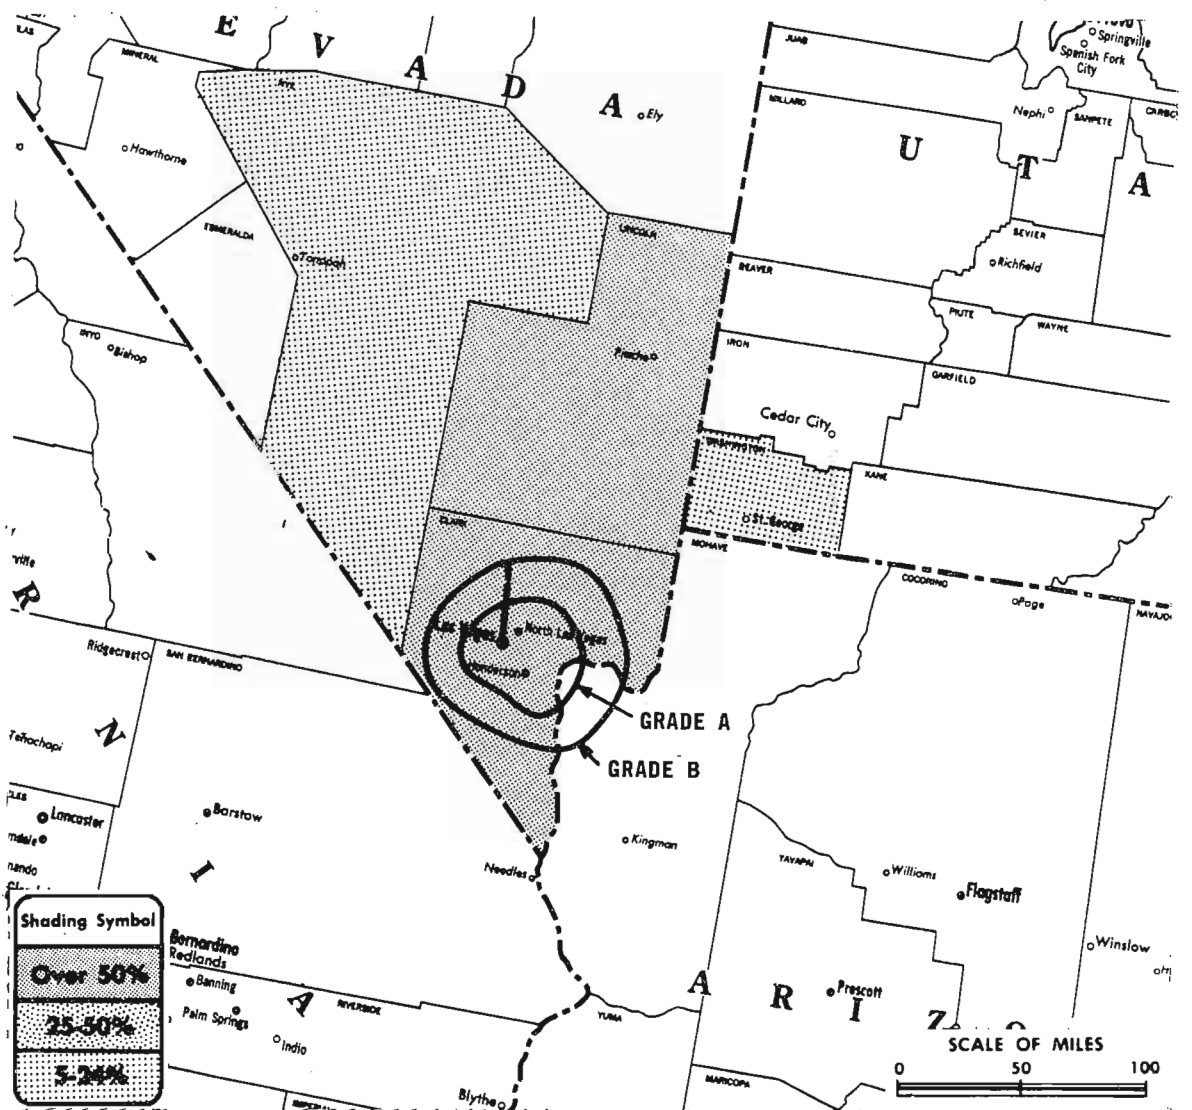 E V A D A
U T A
Springville
Spanish Fork
City
JUAB
MINERAL
NYE
Ely
MILLARD
Nephi
SANPETE
Hawthorne
ESMERALDA
Tonopah
LINCOLN
SEVIER
Richfield
BEAVER
PIUTE
WAYNE
INYO
Bishop
Pioche
IRON
GARFIELD
Cedar City
WASHINGTON
KANE
CLARK
St. George
MOHAVE
COCONINO
Page
NAVAJO
Las Vegas
North Las Vegas
Henderson
R
N
I
A
Ridgecrest
SAN BERNARDINO
GRADE A
GRADE B
Tehachapi
Lancaster
Barstow
Kingman
Needles
YAVAPAI
Williams
Flagstaff
Winslow
Shading Symbol
Over 50%
25-50%
5-24%
Bernardino
Redlands
Banning
Palm Springs
Indio
RIVERSIDE
YUMA
A R I Z O
Prescott
MARICOPA
Blythe
SCALE OF MILES
0 50 100